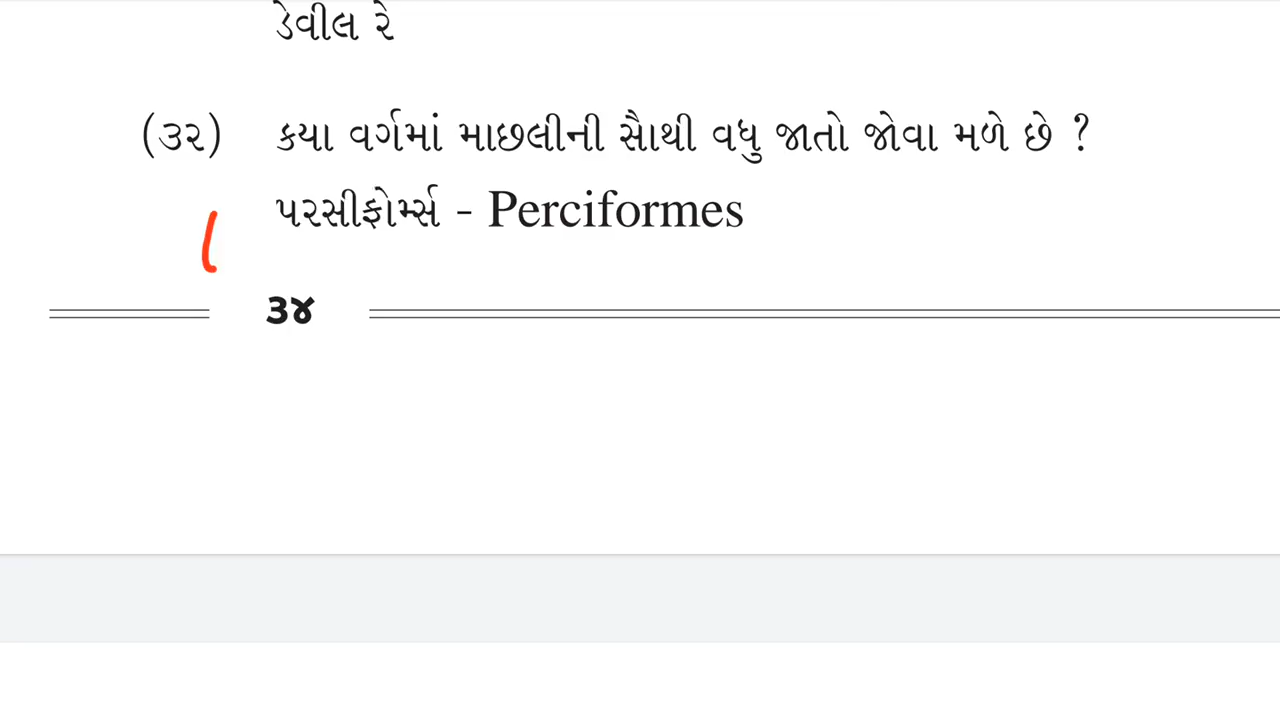 ડેવીલ રે
(૩૨) કયા વર્ગમાં માછલીની સૌથી વધુ જાતો જોવા મળે છે ?
પરસીફોર્મ્સ - Perciformes
૩૪